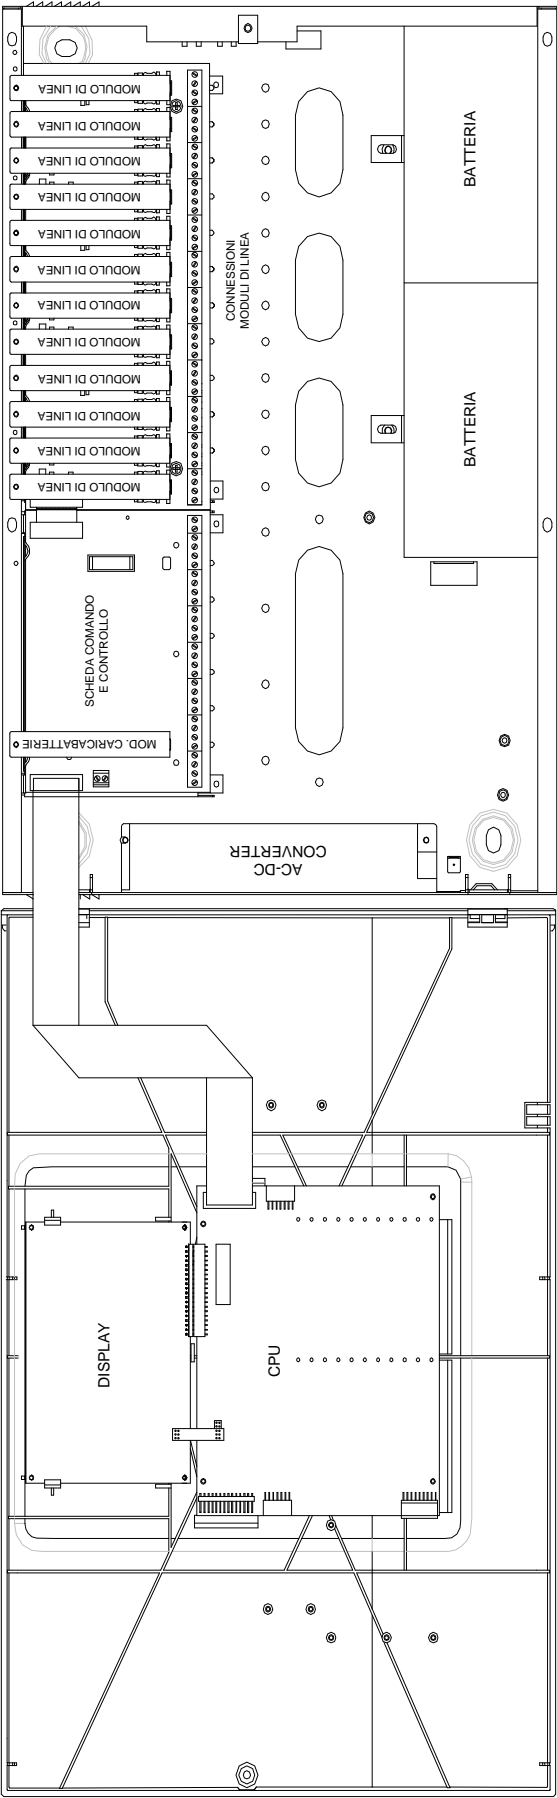 MODULO DI LINEA
MODULO DI LINEA
MODULO DI LINEA
MODULO DI LINEA
MODULO DI LINEA
MODULO DI LINEA
MODULO DI LINEA
MODULO DI LINEA
MODULO DI LINEA
MODULO DI LINEA
MODULO DI LINEA
MODULO DI LINEA
CONNESSIONI
MODULI DI LINEA
BATTERIA
BATTERIA
SCHEDA COMANDO
E CONTROLLO
MOD. CARICABATTERIE
AC-DC
CONVERTER
DISPLAY
CPU